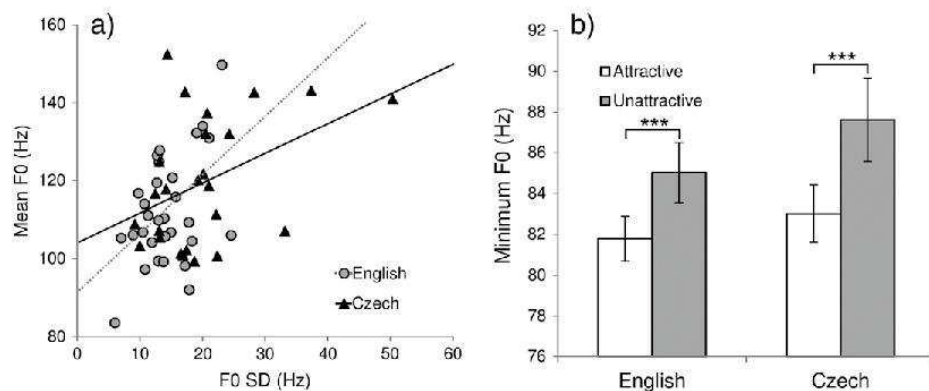 a)
160
140
120
100
80
Mean F0 (Hz)
0 10 20 30 40 50 60
F0 SD (Hz)
English
Czech
b)
92
90
88
86
84
82
80
78
76
Minimum F0 (Hz)
Attractive
Unattractive
***
***
English Czech